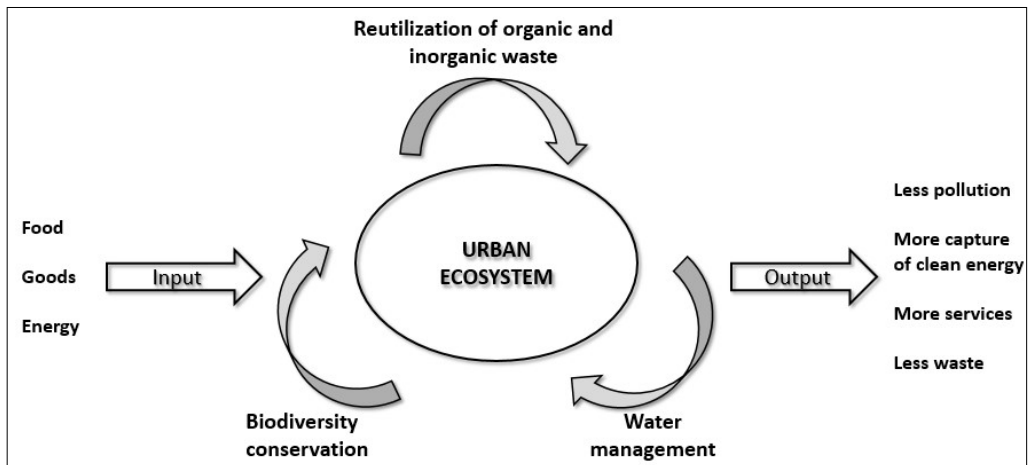 Reutilization of organic and
inorganic waste
Food
Goods
Energy
Input
URBAN
ECOSYSTEM
Output
Less pollution
More capture
of clean energy
More services
Less waste
Biodiversity
conservation
Water
management